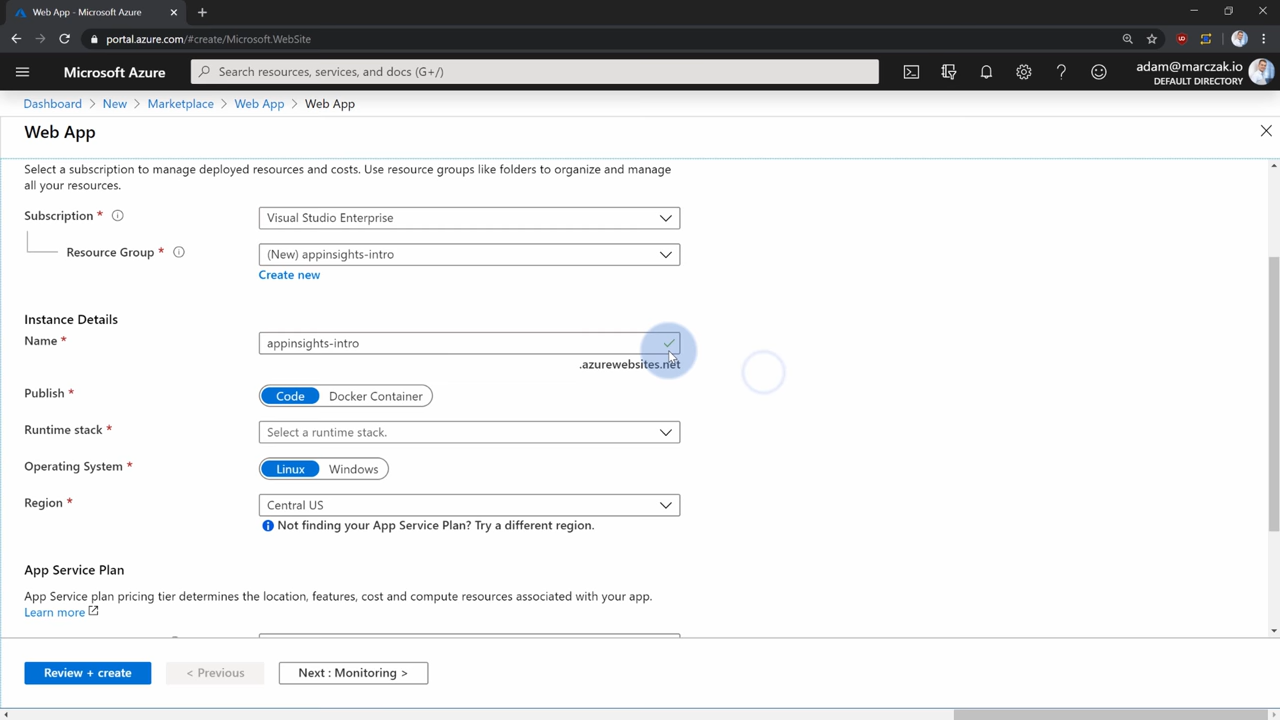 Web App - Microsoft Azure
portal.azure.com/#create/Microsoft.WebSite
Microsoft Azure
Search resources, services, and docs (G+/)
adam@marczak.io
DEFAULT DIRECTORY
Dashboard > New > Marketplace > Web App > Web App
Web App
Select a subscription to manage deployed resources and costs. Use resource groups like folders to organize and manage
all your resources.
Subscription *
Visual Studio Enterprise
Resource Group *
(New) appinsights-intro
Create new
Instance Details
Name *
appinsights-intro
.azurewebsites.net
Publish *
Code Docker Container
Runtime stack *
Select a runtime stack.
Operating System *
Linux Windows
Region *
Central US
Not finding your App Service Plan? Try a different region.
App Service Plan
App Service plan pricing tier determines the location, features, cost and compute resources associated with your app.
Learn more
Review + create
< Previous
Next : Monitoring >